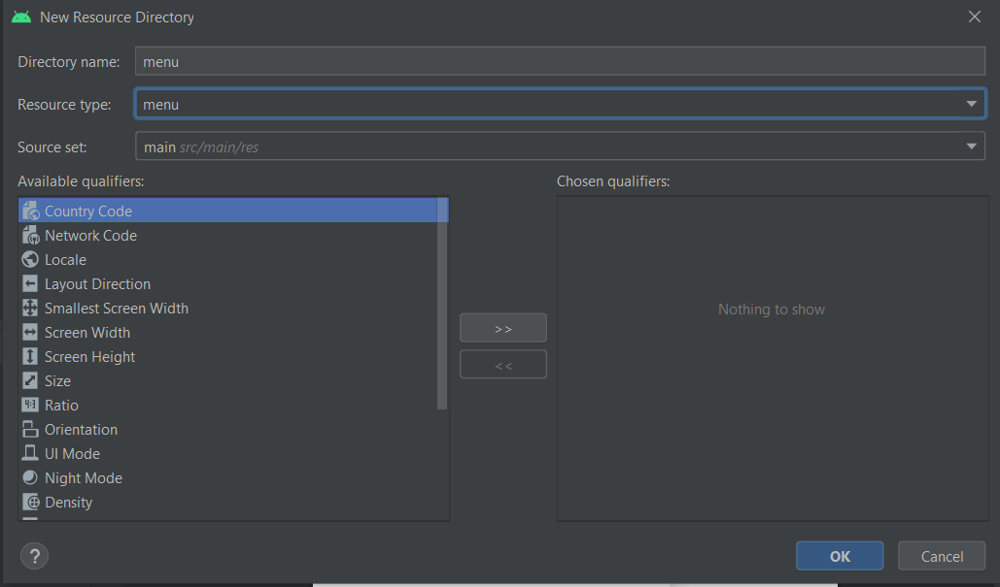 New Resource Directory
Directory name: menu
Resource type: menu
Source set: main src/main/res
Available qualifiers:
Chosen qualifiers:
Country Code
Network Code
Locale
Layout Direction
Smallest Screen Width
Screen Width
Screen Height
Size
Ratio
Orientation
UI Mode
Night Mode
Density
>>
<<
Nothing to show
?
OK
Cancel